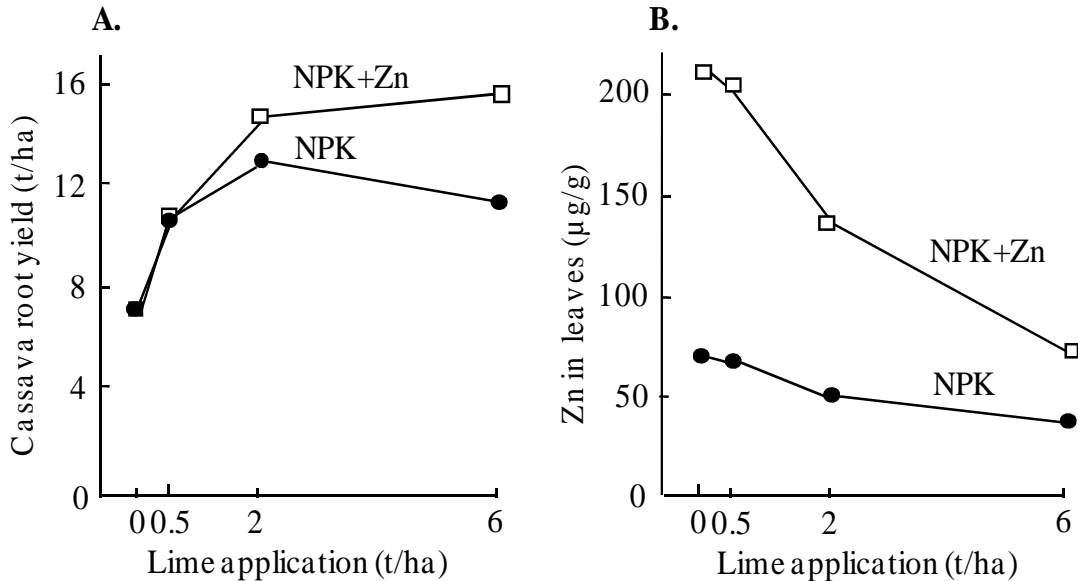 A.
Cassava root yield (t/ha)
16
12
8
4
0
NPK+Zn
NPK
0 0.5 2 6
Lime application (t/ha)
B.
Zn in leaves (µg/g)
200
150
100
50
0
NPK+Zn
NPK
0 0.5 2 6
Lime application (t/ha)